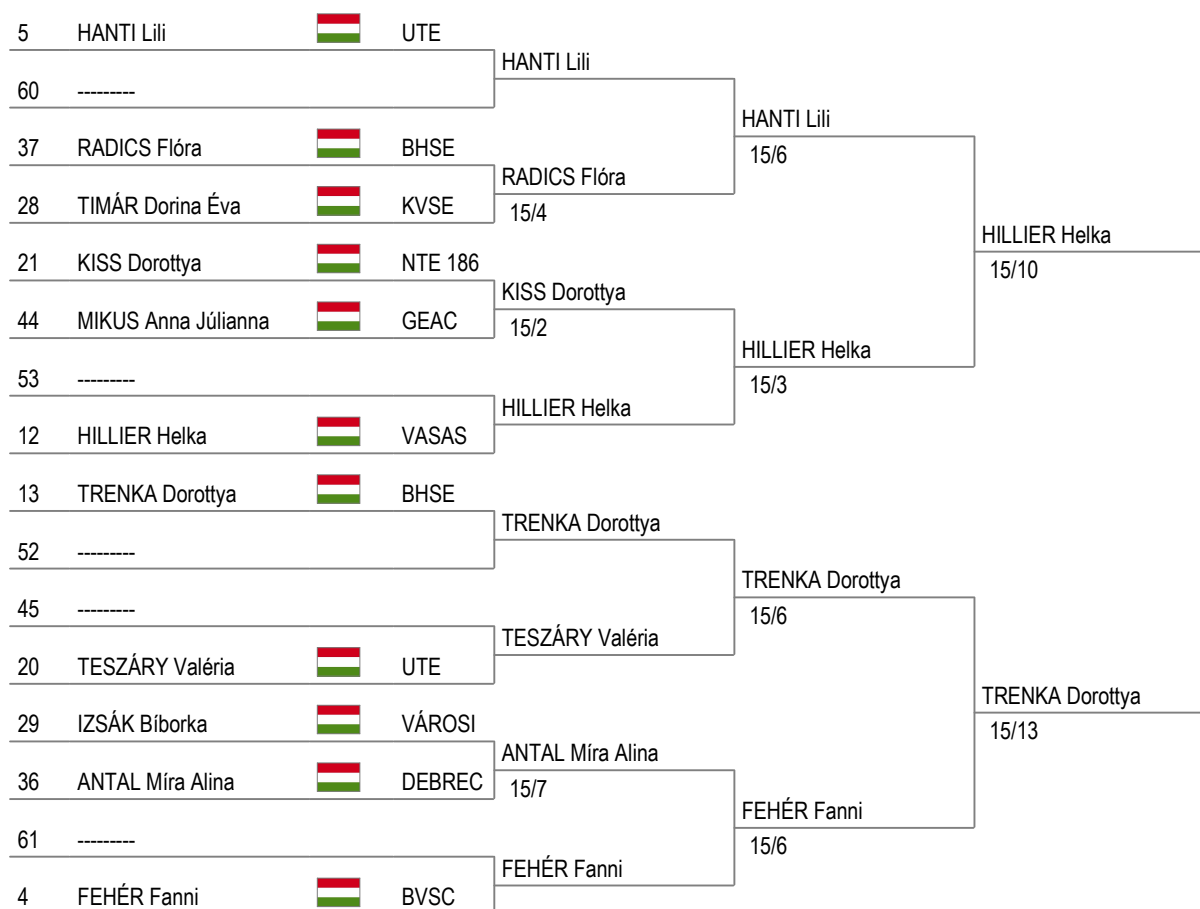 5 HANTI Lili UTE
HANTI Lili
60 ---------
HANTI Lili
37 RADICS Flóra BHSE
15/6
RADICS Flóra
28 TIMÁR Dorina Éva KVSE
15/4
HILLIER Helka
21 KISS Dorottya NTE 186
15/10
KISS Dorottya
44 MIKUS Anna Júlianna GEAC
15/2
HILLIER Helka
53 ---------
15/3
HILLIER Helka
12 HILLIER Helka VASAS
13 TRENKA Dorottya BHSE
TRENKA Dorottya
52 ---------
TRENKA Dorottya
45 ---------
15/6
TESZÁRY Valéria
20 TESZÁRY Valéria UTE
TRENKA Dorottya
29 IZSÁK Bíborka VÁROSI
15/13
ANTAL Míra Alina
36 ANTAL Míra Alina DEBREC
15/7
FEHÉR Fanni
61 ---------
15/6
FEHÉR Fanni
4 FEHÉR Fanni BVSC